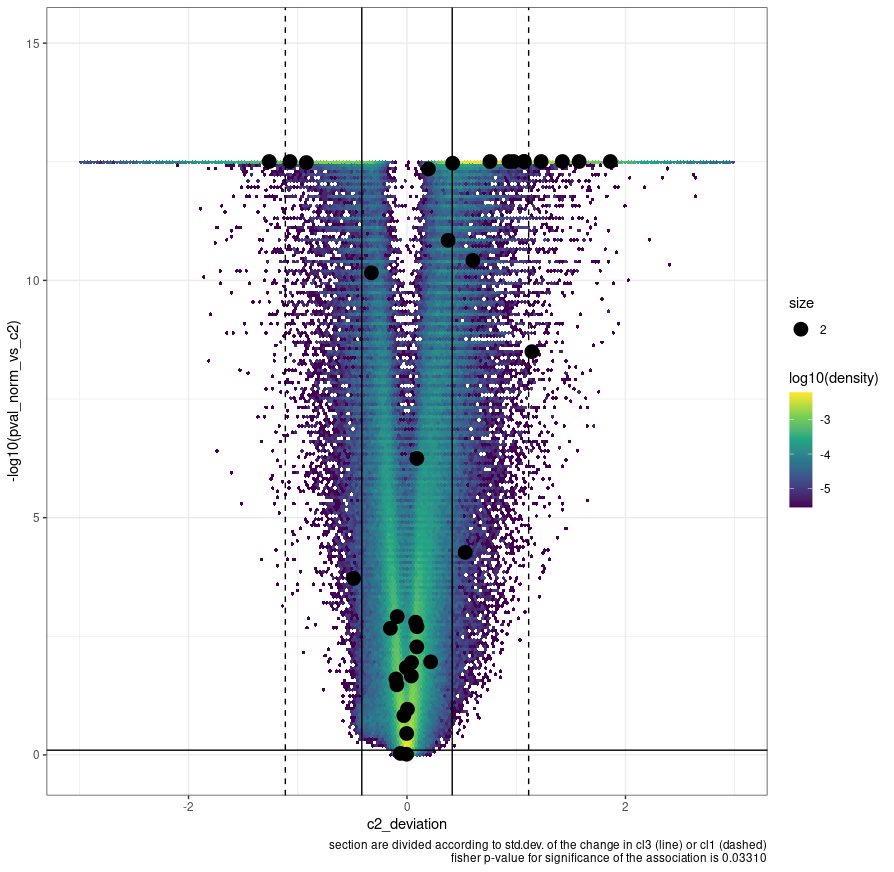 15
10
5
0
-log10(pval_norm_vs_c2)
-2
0
2
c2_deviation
size
2
log10(density)
-3
-4
-5
section are divided according to std.dev. of the change in cl3 (line) or cl1 (dashed)
fisher p-value for significance of the association is 0.03310